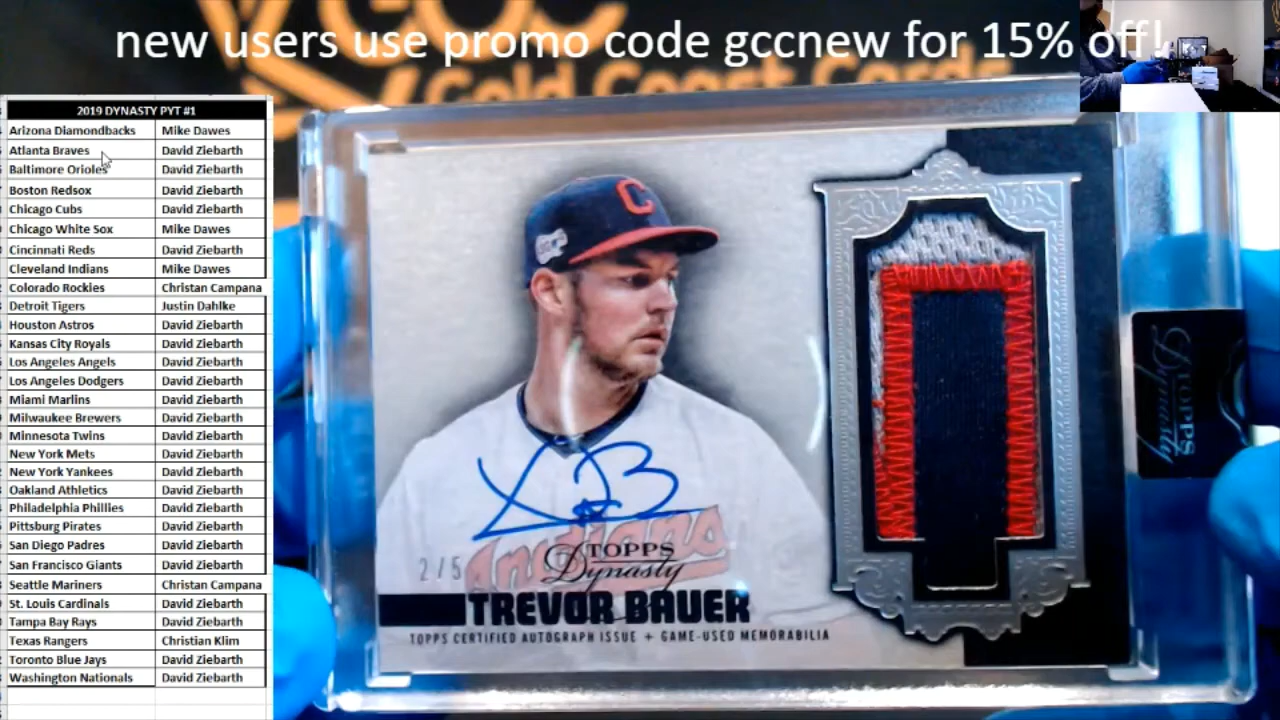 new users use promo code gccnew for 15% off!
Gold Coast Cards
2019 DYNASTY PYT #1
Arizona Diamondbacks Mike Dawes
Atlanta Braves David Ziebarth
Baltimore Orioles David Ziebarth
Boston Redsox David Ziebarth
Chicago Cubs David Ziebarth
Chicago White Sox Mike Dawes
Cincinnati Reds David Ziebarth
Cleveland Indians Mike Dawes
Colorado Rockies Christan Campana
Detroit Tigers Justin Dahlke
Houston Astros David Ziebarth
Kansas City Royals David Ziebarth
Los Angeles Angels David Ziebarth
Los Angeles Dodgers David Ziebarth
Miami Marlins David Ziebarth
Milwaukee Brewers David Ziebarth
Minnesota Twins David Ziebarth
New York Mets David Ziebarth
New York Yankees David Ziebarth
Oakland Athletics David Ziebarth
Philadelphia Phillies David Ziebarth
Pittsburg Pirates David Ziebarth
San Diego Padres David Ziebarth
San Francisco Giants David Ziebarth
Seattle Mariners Christan Campana
St. Louis Cardinals David Ziebarth
Tampa Bay Rays David Ziebarth
Texas Rangers Christian Klim
Toronto Blue Jays David Ziebarth
Washington Nationals David Ziebarth
C
Indians
2/5
TOPPS
Dynasty
TREVOR BAUER
TOPPS CERTIFIED AUTOGRAPH ISSUE + GAME-USED MEMORABILIA
TOPPS
Dynasty